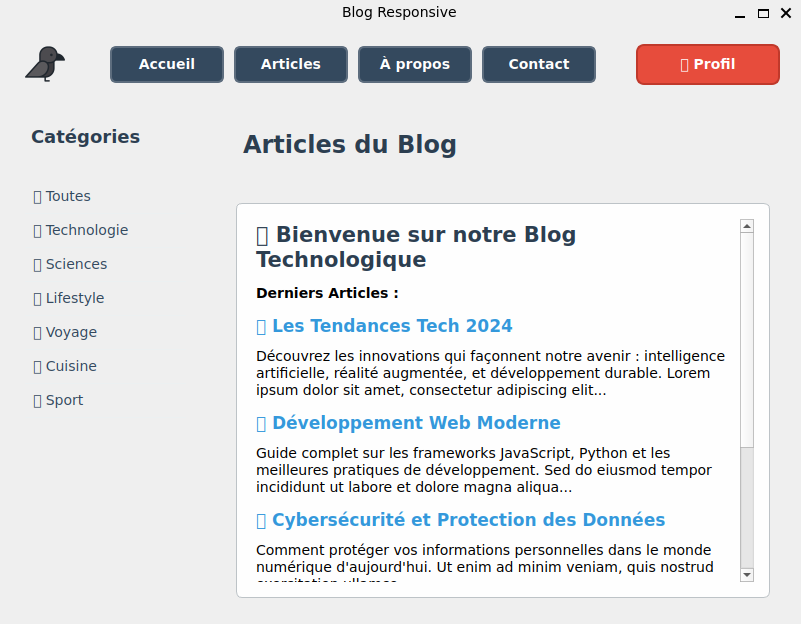 Blog Responsive
Accueil
Articles
À propos
Contact
Profil
Catégories
Toutes
Technologie
Sciences
Lifestyle
Voyage
Cuisine
Sport
Articles du Blog
Bienvenue sur notre Blog
Technologique
Derniers Articles :
Les Tendances Tech 2024
Découvrez les innovations qui façonnent notre avenir : intelligence
artificielle, réalité augmentée, et développement durable. Lorem
ipsum dolor sit amet, consectetur adipiscing elit...
Développement Web Moderne
Guide complet sur les frameworks JavaScript, Python et les
meilleures pratiques de développement. Sed do eiusmod tempor
incididunt ut labore et dolore magna aliqua...
Cybersécurité et Protection des Données
Comment protéger vos informations personnelles dans le monde
numérique d'aujourd'hui. Ut enim ad minim veniam, quis nostrud